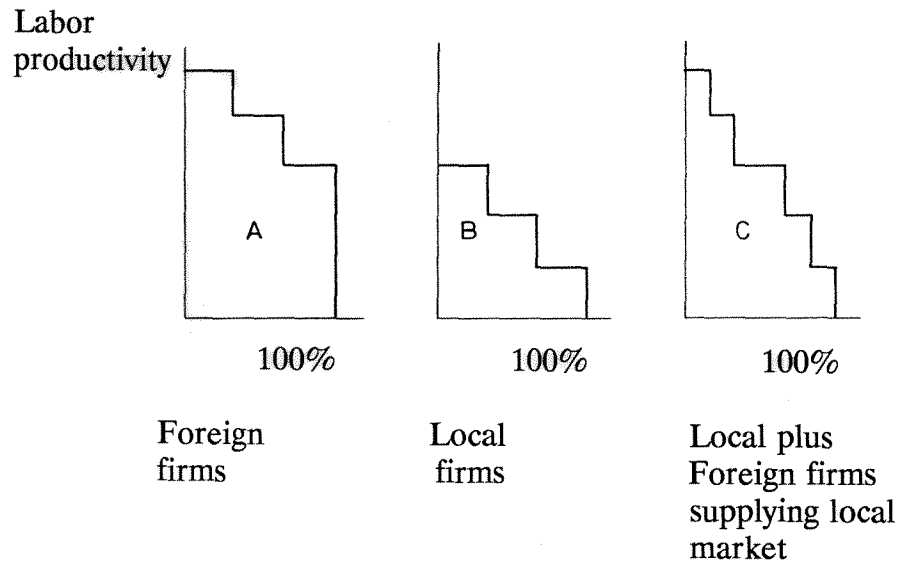 Labor
productivity
A
B
C
100%
100%
100%
Foreign
firms
Local
firms
Local plus
Foreign firms
supplying local
market